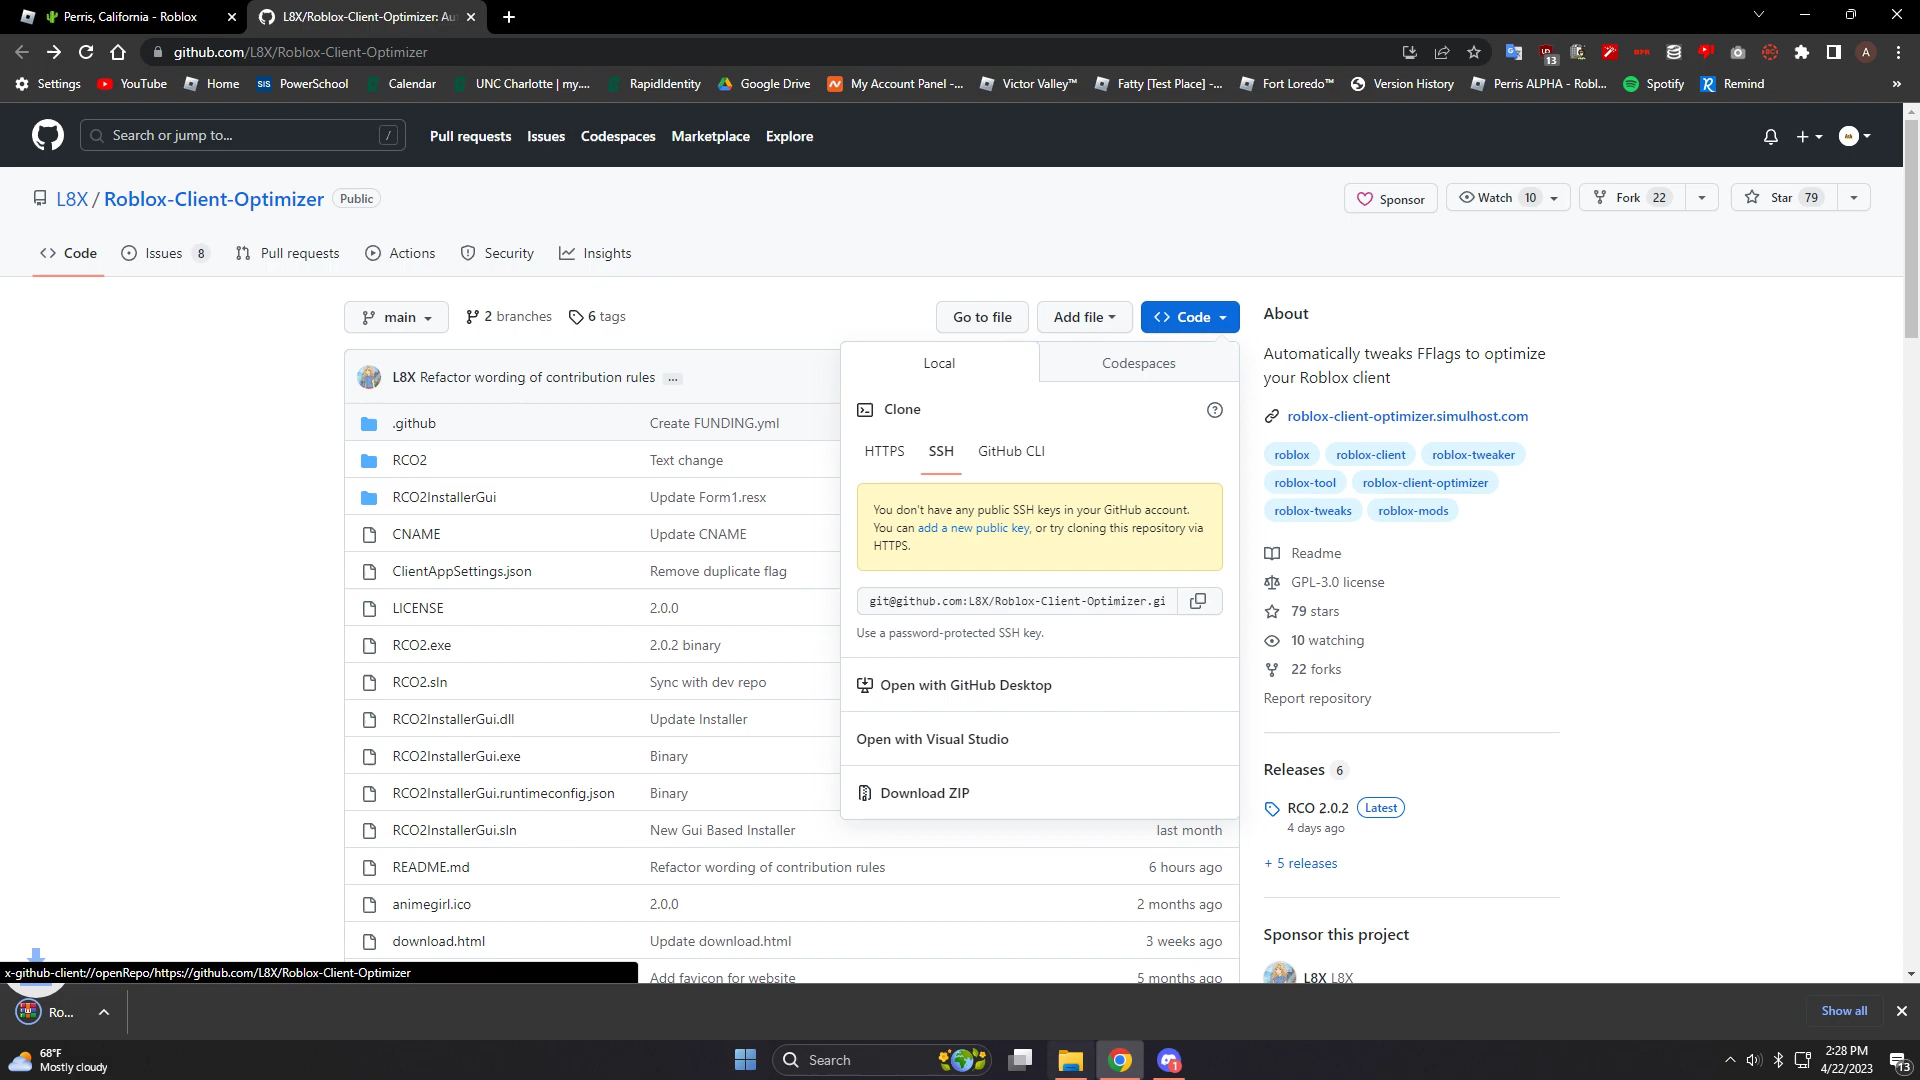 Perris, California - Roblox
L8X/Roblox-Client-Optimizer: Au
github.com/L8X/Roblox-Client-Optimizer
13
A
Settings
YouTube
Home
SIS
PowerSchool
Calendar
UNC Charlotte | my....
RapidIdentity
Google Drive
My Account Panel -...
Victor Valley™
Fatty [Test Place] -...
Fort Loredo™
Version History
Perris ALPHA - Robl...
Spotify
Remind
»
Search or jump to...
/
Pull requests
Issues
Codespaces
Marketplace
Explore
L8X / Roblox-Client-Optimizer
Public
Sponsor
Watch 10
Fork 22
Star 79
Code
Issues 8
Pull requests
Actions
Security
Insights
main
2 branches
6 tags
Go to file
Add file
Code
L8X Refactor wording of contribution rules ...
.github
Create FUNDING.yml
RCO2
Text change
RCO2InstallerGui
Update Form1.resx
CNAME
Update CNAME
ClientAppSettings.json
Remove duplicate flag
LICENSE
2.0.0
RCO2.exe
2.0.2 binary
RCO2.sln
Sync with dev repo
RCO2InstallerGui.dll
Update Installer
RCO2InstallerGui.exe
Binary
RCO2InstallerGui.runtimeconfig.json
Binary
RCO2InstallerGui.sln
New Gui Based Installer
last month
README.md
Refactor wording of contribution rules
6 hours ago
animegirl.ico
2.0.0
2 months ago
download.html
Update download.html
3 weeks ago
Add favicon for website
5 months ago
Local
Codespaces
Clone
HTTPS
SSH
GitHub CLI
You don't have any public SSH keys in your GitHub account.
You can add a new public key, or try cloning this repository via
HTTPS.
git@github.com:L8X/Roblox-Client-Optimizer.gi
Use a password-protected SSH key.
Open with GitHub Desktop
Open with Visual Studio
Download ZIP
About
Automatically tweaks FFlags to optimize
your Roblox client
roblox-client-optimizer.simulhost.com
roblox
roblox-client
roblox-tweaker
roblox-tool
roblox-client-optimizer
roblox-tweaks
roblox-mods
Readme
GPL-3.0 license
79 stars
10 watching
22 forks
Report repository
Releases 6
RCO 2.0.2
Latest
4 days ago
+ 5 releases
Sponsor this project
L8X L8X
x-github-client://openRepo/https://github.com/L8X/Roblox-Client-Optimizer
Ro...
Show all
68°F
Mostly cloudy
Search
1
2:28 PM
4/22/2023
13